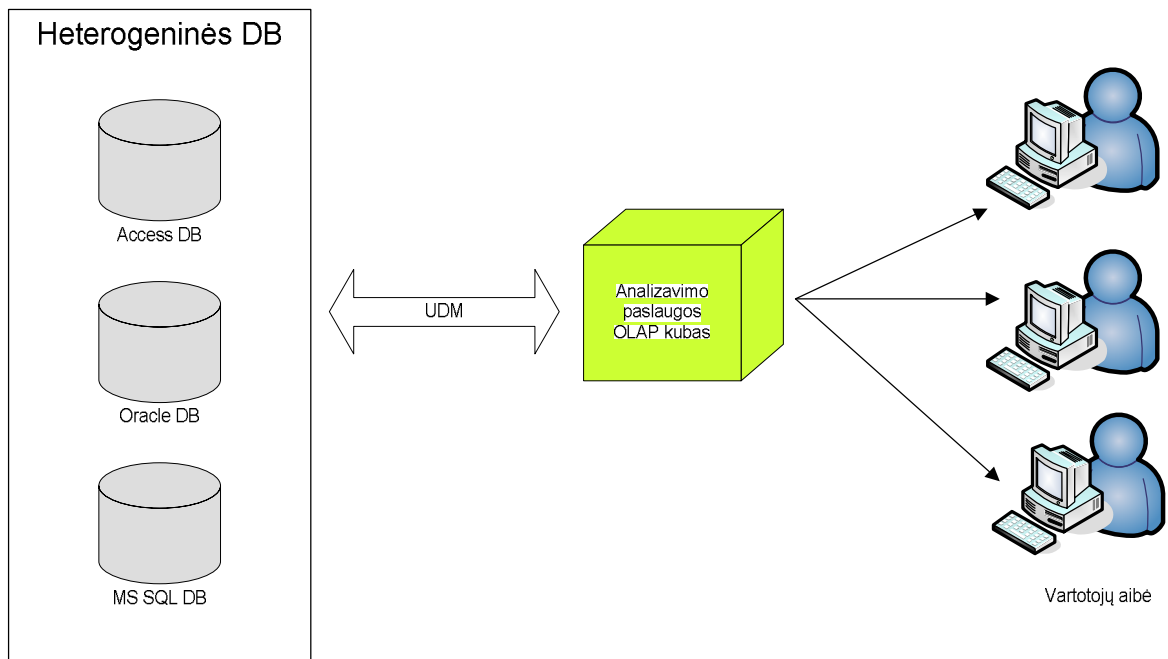 Heterogeninės DB
Access DB
Oracle DB
MS SQL DB
UDM
Analizavimo
paslaugos
OLAP kubas
Vartotojų aibė